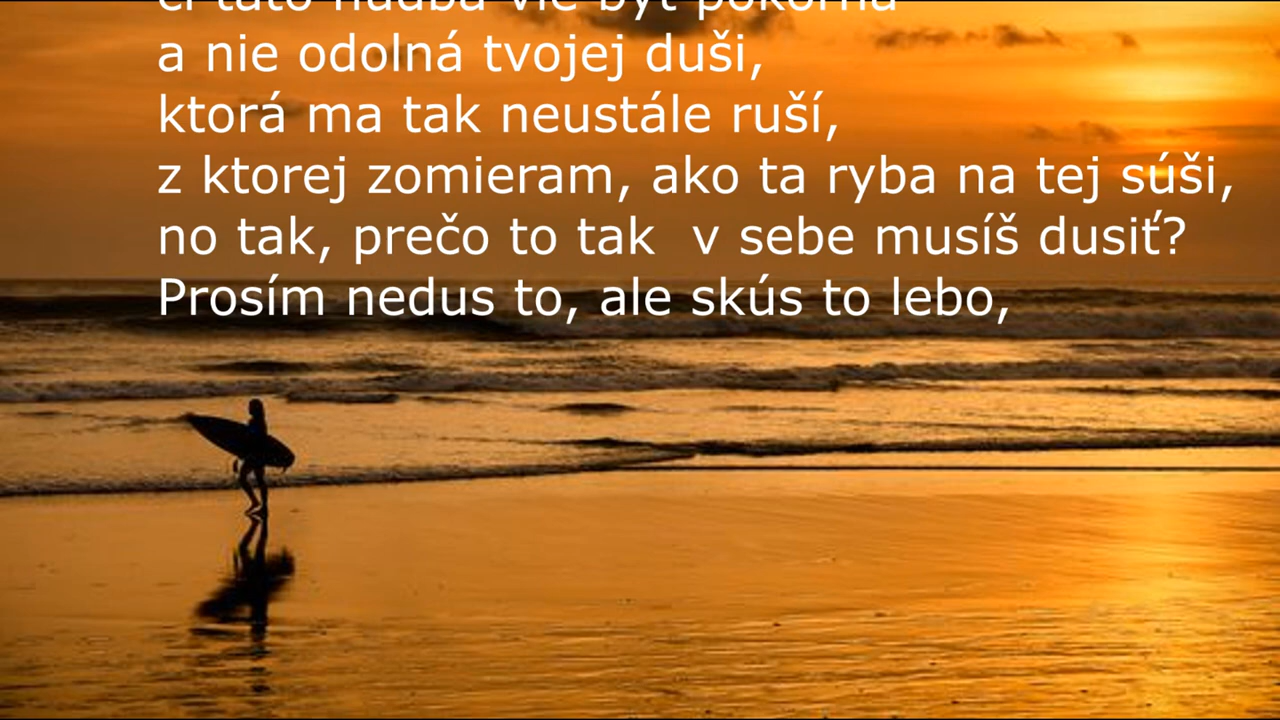 a nie odolná tvojej duši,
ktorá ma tak neustále ruší,
z ktorej zomieram, ako ta ryba na tej súši,
no tak, prečo to tak  v sebe musíš dusiť?
Prosím nedus to, ale skús to lebo,